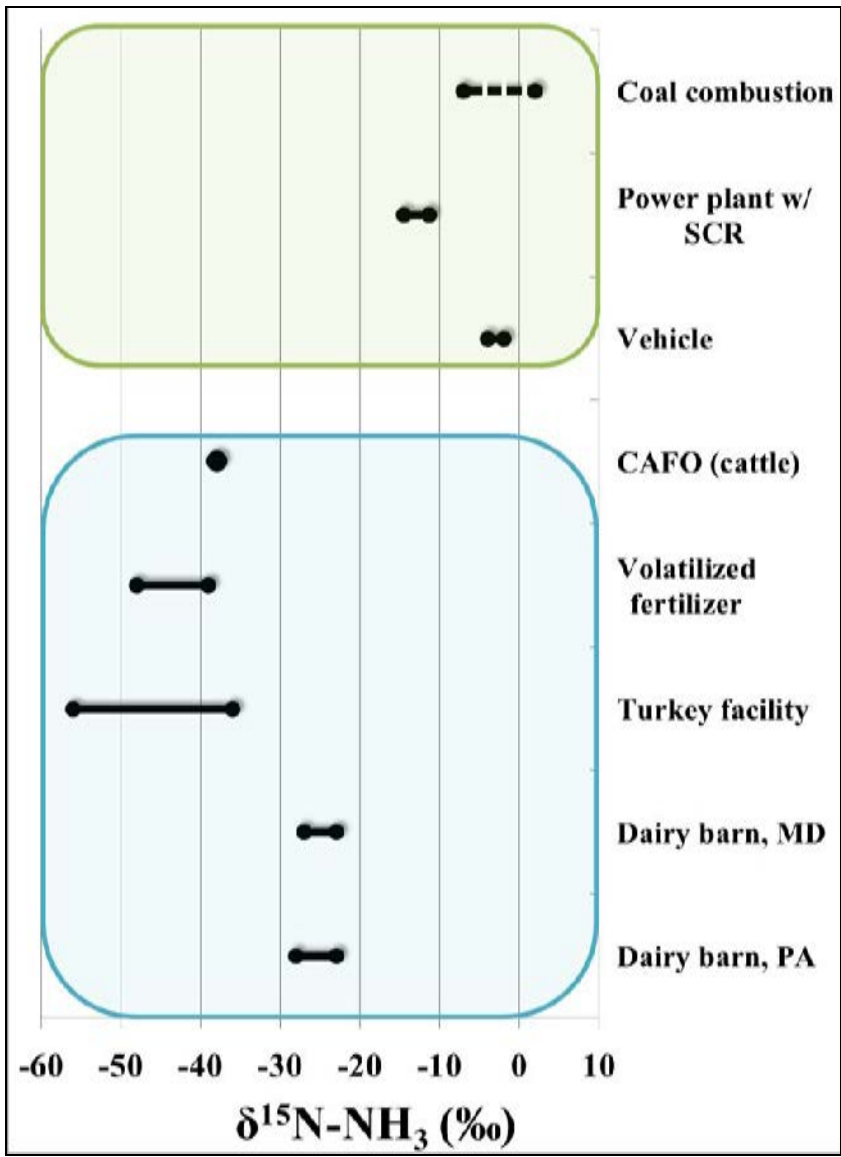 Coal combustion
Power plant w/
SCR
Vehicle
CAFO (cattle)
Volatilized
fertilizer
Turkey facility
Dairy barn, MD
Dairy barn, PA
-60 -50 -40 -30 -20 -10 0 10
δ¹⁵N-NH₃ (‰)